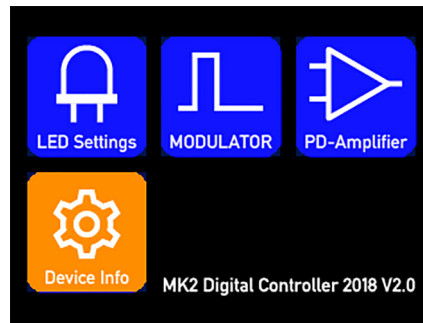 LED Settings
MODULATOR
PD-Amplifier
Device Info
MK2 Digital Controller 2018 V2.0